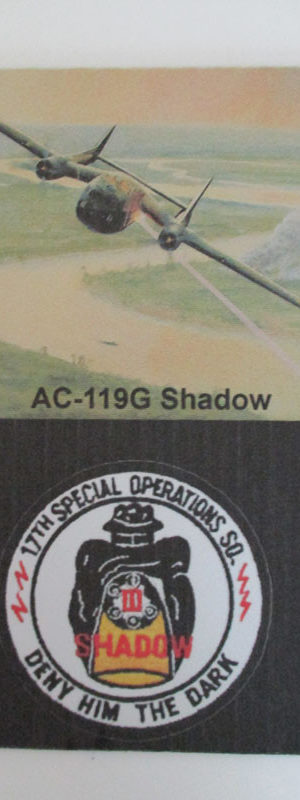 AC-119G Shadow
17TH SPECIAL OPERATIONS SQ.
III
SHADOW
DENY HIM THE DARK